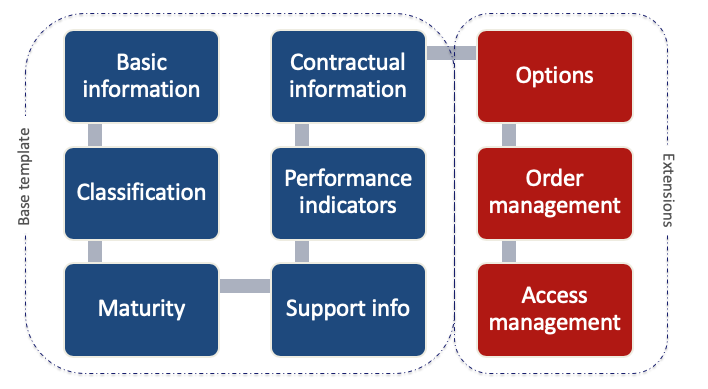 Base template
Basic
information
Classification
Maturity
Contractual
information
Performance
indicators
Support info
Options
Order
management
Access
management
Extensions